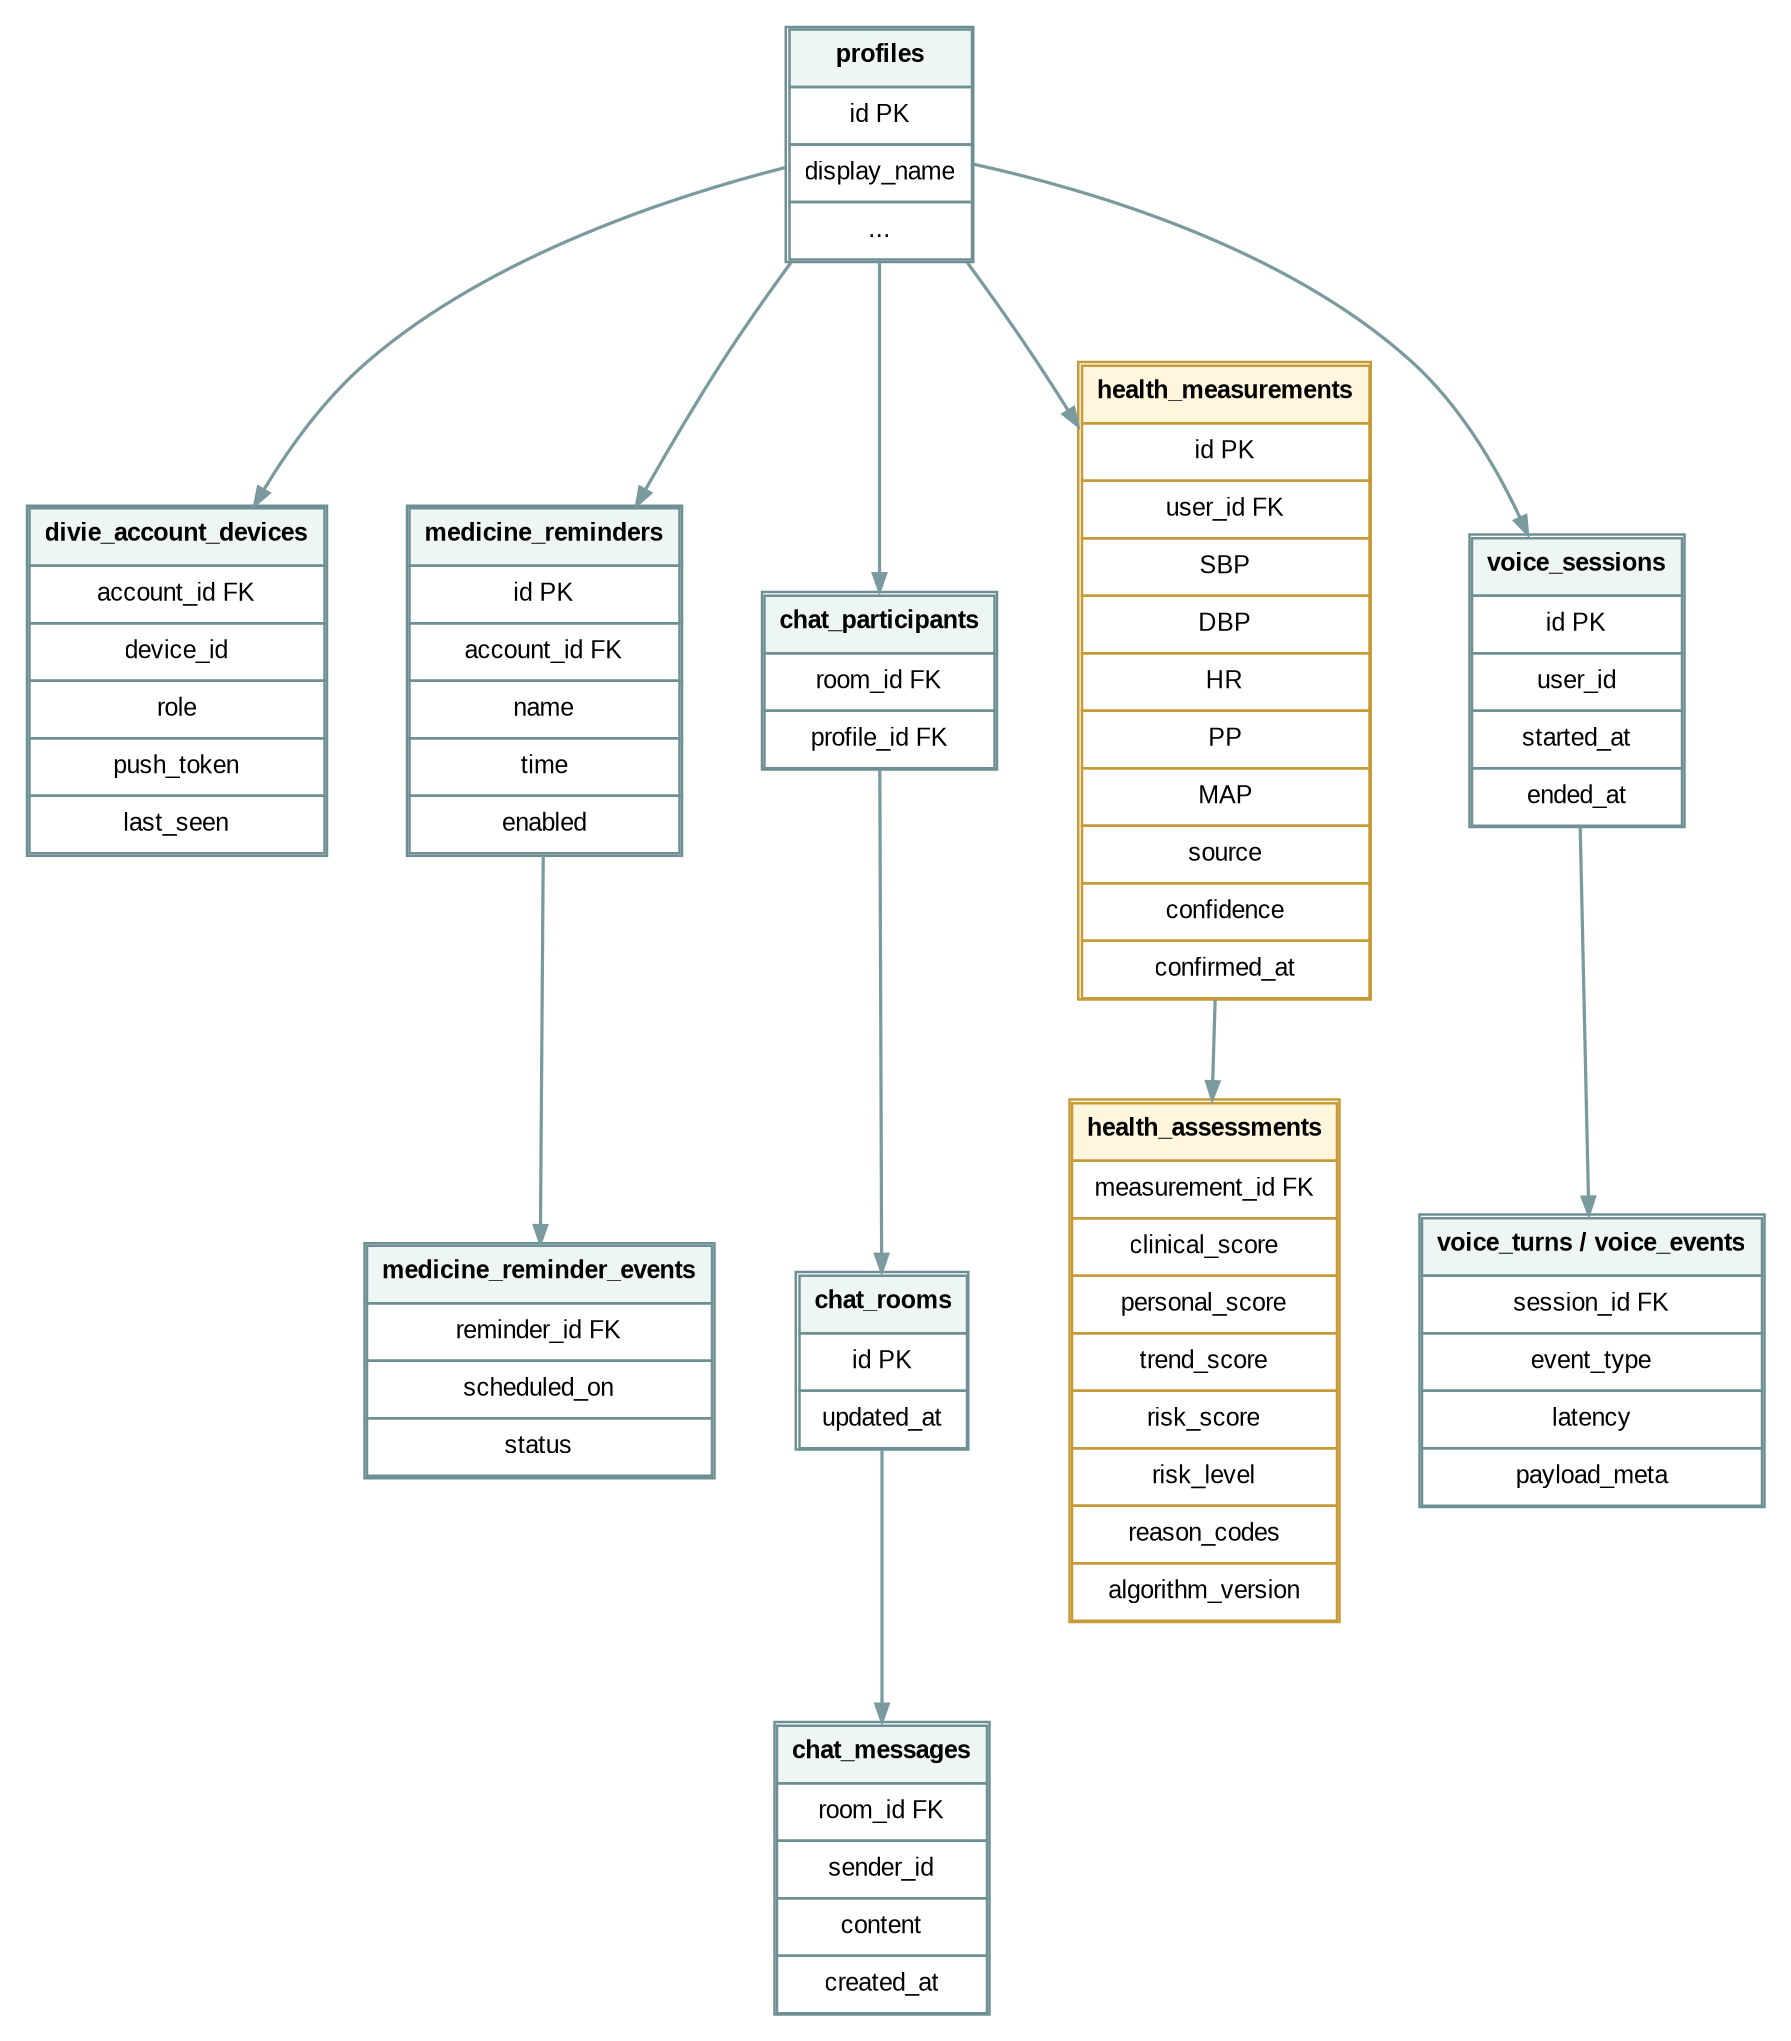 profiles
id PK
display_name
...
divie_account_devices
account_id FK
device_id
role
push_token
last_seen
medicine_reminders
id PK
account_id FK
name
time
enabled
chat_participants
room_id FK
profile_id FK
health_measurements
id PK
user_id FK
SBP
DBP
HR
PP
MAP
source
confidence
confirmed_at
voice_sessions
id PK
user_id
started_at
ended_at
medicine_reminder_events
reminder_id FK
scheduled_on
status
chat_rooms
id PK
updated_at
health_assessments
measurement_id FK
clinical_score
personal_score
trend_score
risk_score
risk_level
reason_codes
algorithm_version
voice_turns / voice_events
session_id FK
event_type
latency
payload_meta
chat_messages
room_id FK
sender_id
content
created_at